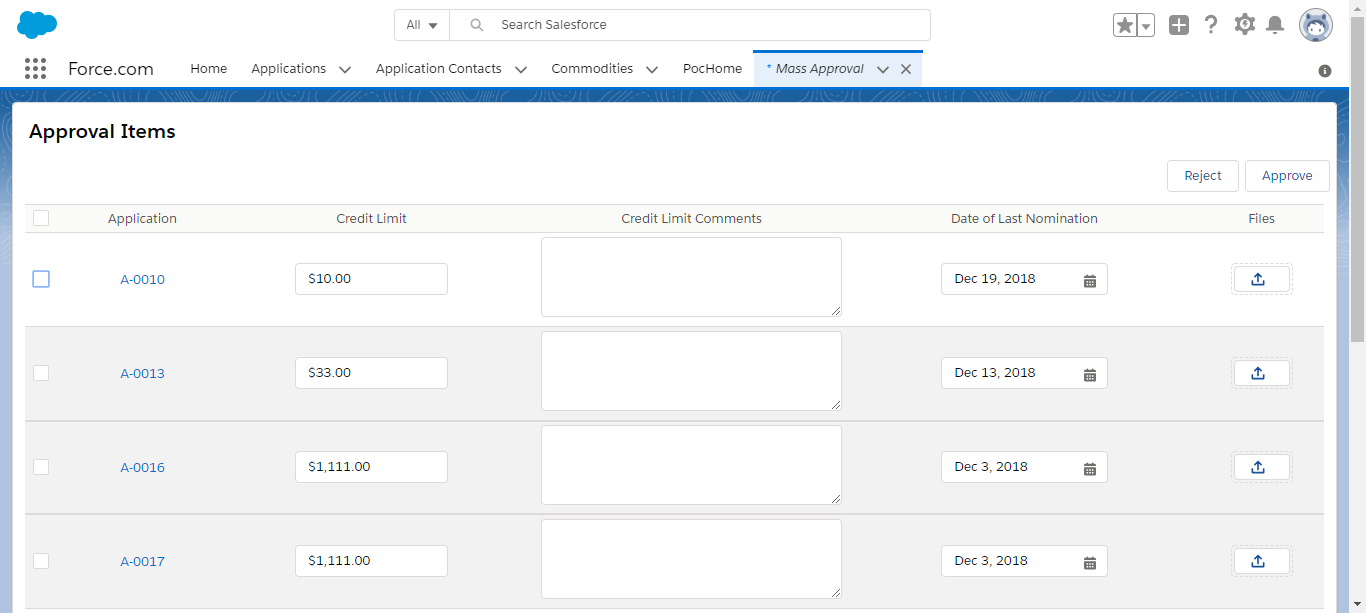 All Search Salesforce
Force.com Home Applications Application Contacts Commodities PocHome * Mass Approval
Approval Items
Reject Approve
Application Credit Limit Credit Limit Comments Date of Last Nomination Files
A-0010 $10.00 Dec 19, 2018
A-0013 $33.00 Dec 13, 2018
A-0016 $1,111.00 Dec 3, 2018
A-0017 $1,111.00 Dec 3, 2018